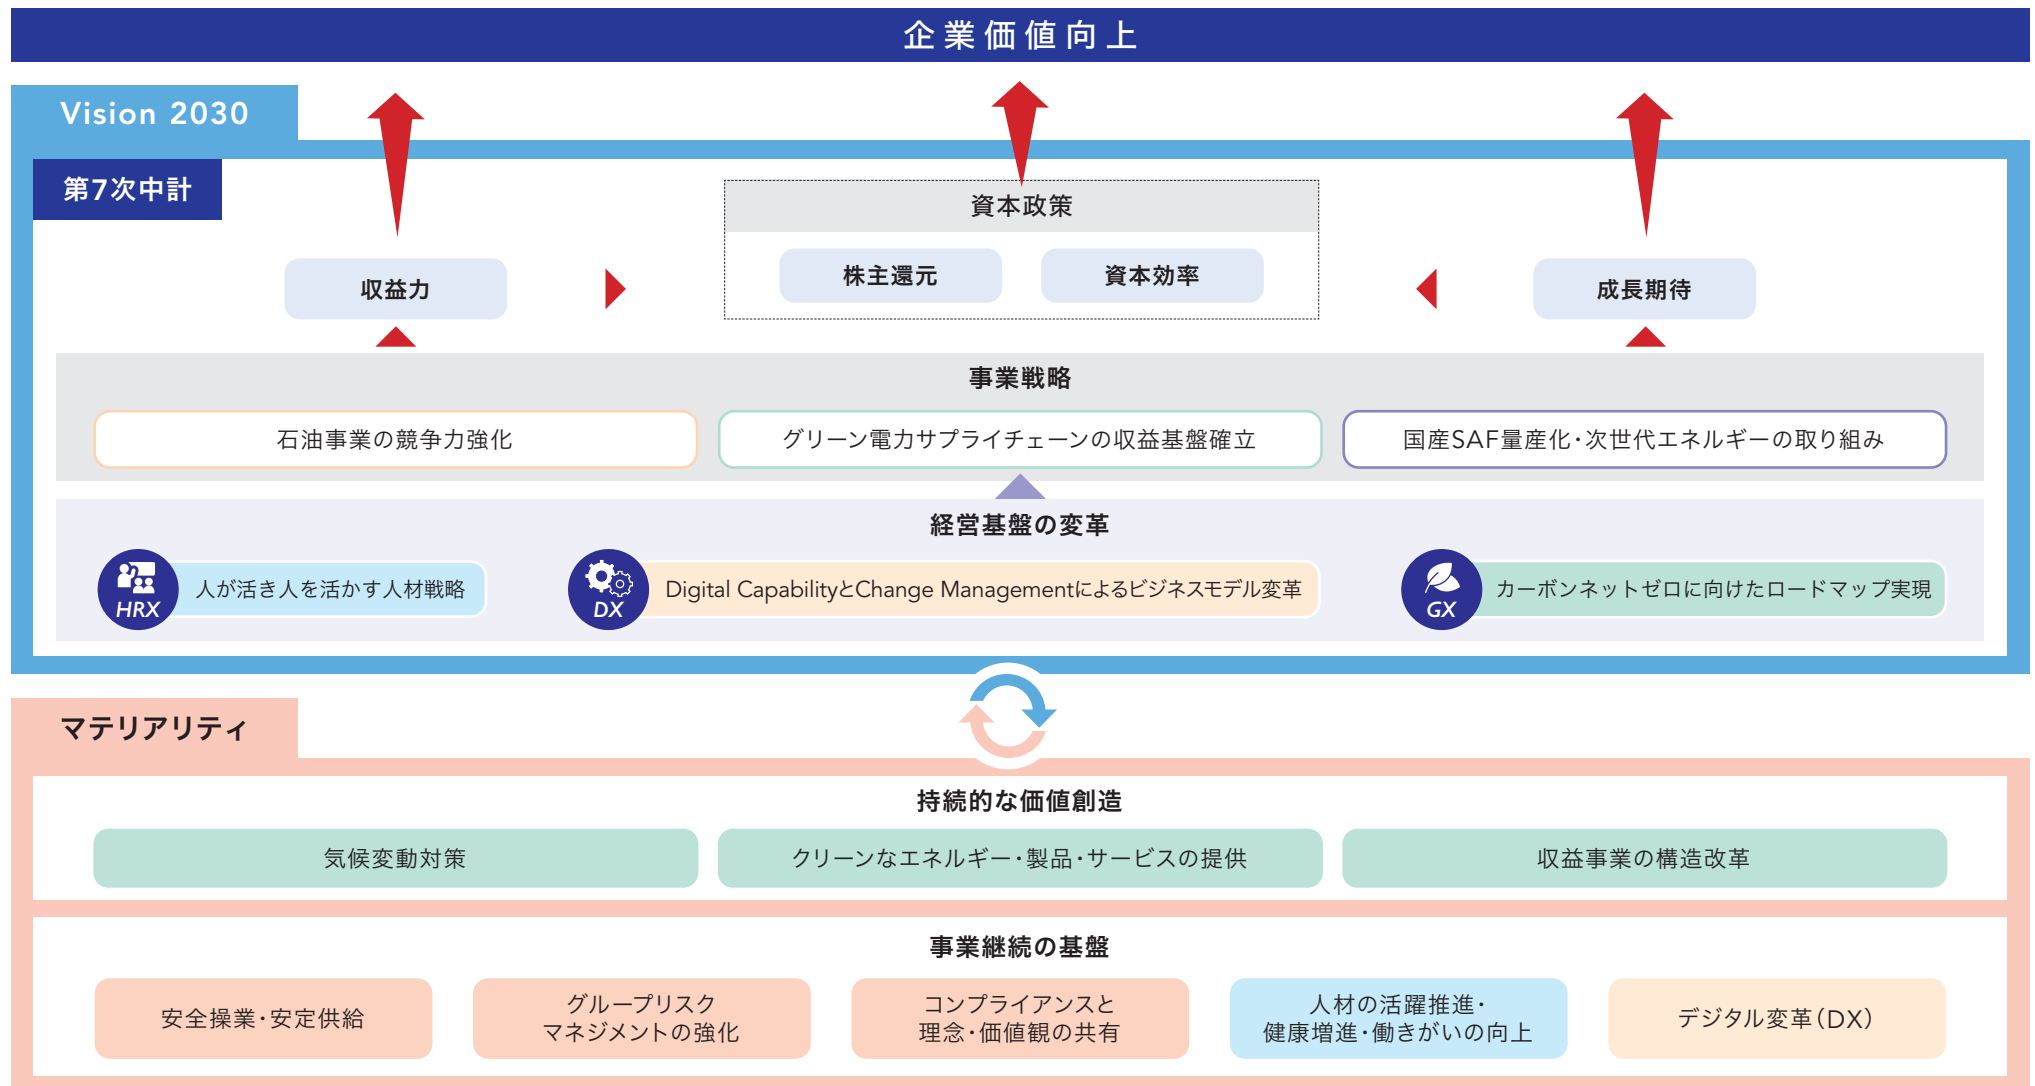 企業価値向上
Vision 2030
第7次中計
資本政策
株主還元
資本効率
収益力
成長期待
事業戦略
石油事業の競争力強化
グリーン電力サプライチェーンの収益基盤確立
国産SAF量産化・次世代エネルギーの取り組み
経営基盤の変革
HRX
人が活き人を活かす人材戦略
DX
Digital CapabilityとChange Managementによるビジネスモデル変革
GX
カーボンネットゼロに向けたロードマップ実現
マテリアリティ
持続的な価値創造
気候変動対策
クリーンなエネルギー・製品・サービスの提供
収益事業の構造改革
事業継続の基盤
安全操業・安定供給
グループリスク
マネジメントの強化
コンプライアンスと
理念・価値観の共有
人材の活躍推進・
健康増進・働きがいの向上
デジタル変革（DX）